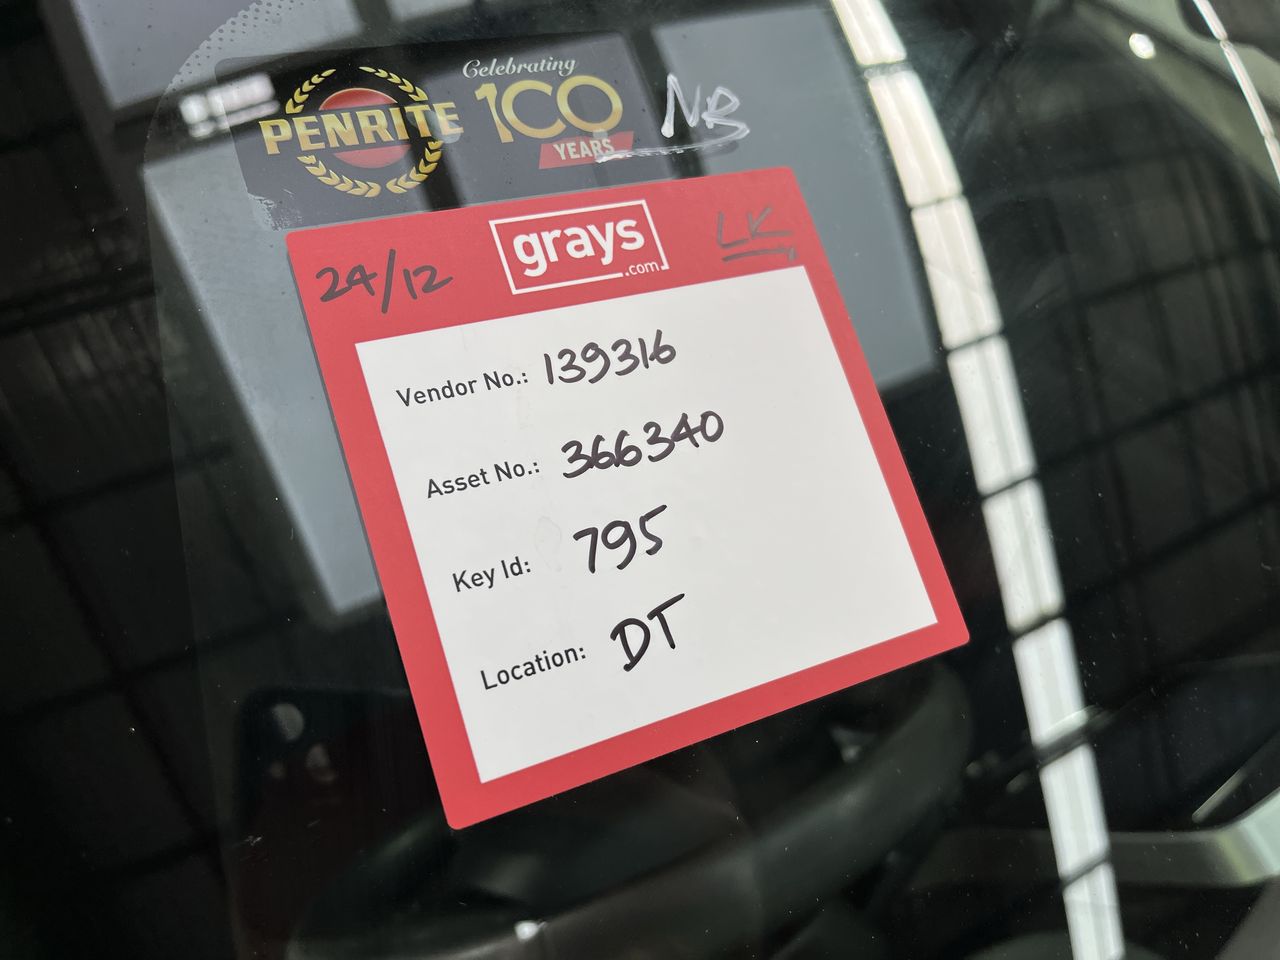 PENRITE
Celebrating
100
YEARS
NB
24/12
grays
.com
LK
Vendor No.: 139316
Asset No.: 366340
Key Id: 795
Location: DT